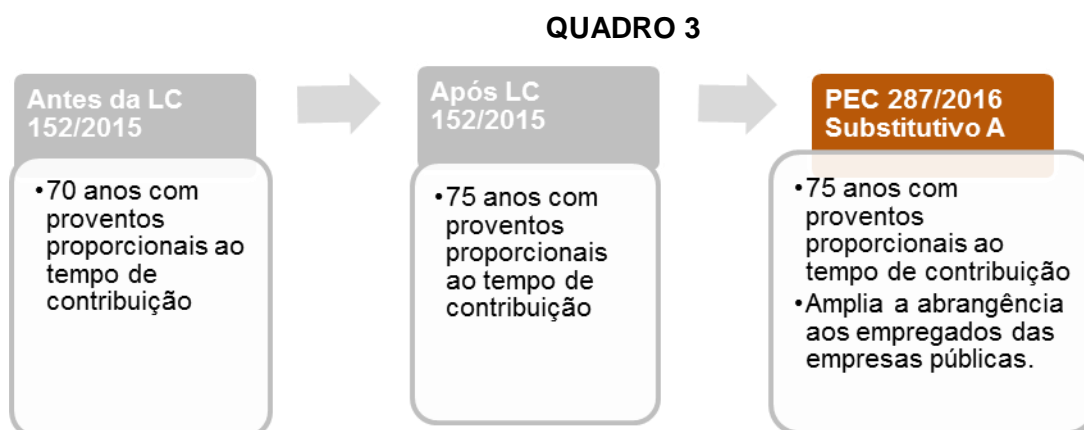 QUADRO 3
Antes da LC
152/2015
•70 anos com
proventos
proporcionais ao
tempo de
contribuição
Após LC
152/2015
•75 anos com
proventos
proporcionais
ao tempo de
contribuição
PEC 287/2016
Substitutivo A
•75 anos com
proventos
proporcionais ao
tempo de contribuição
•Amplia a abrangência
aos empregados das
empresas públicas.